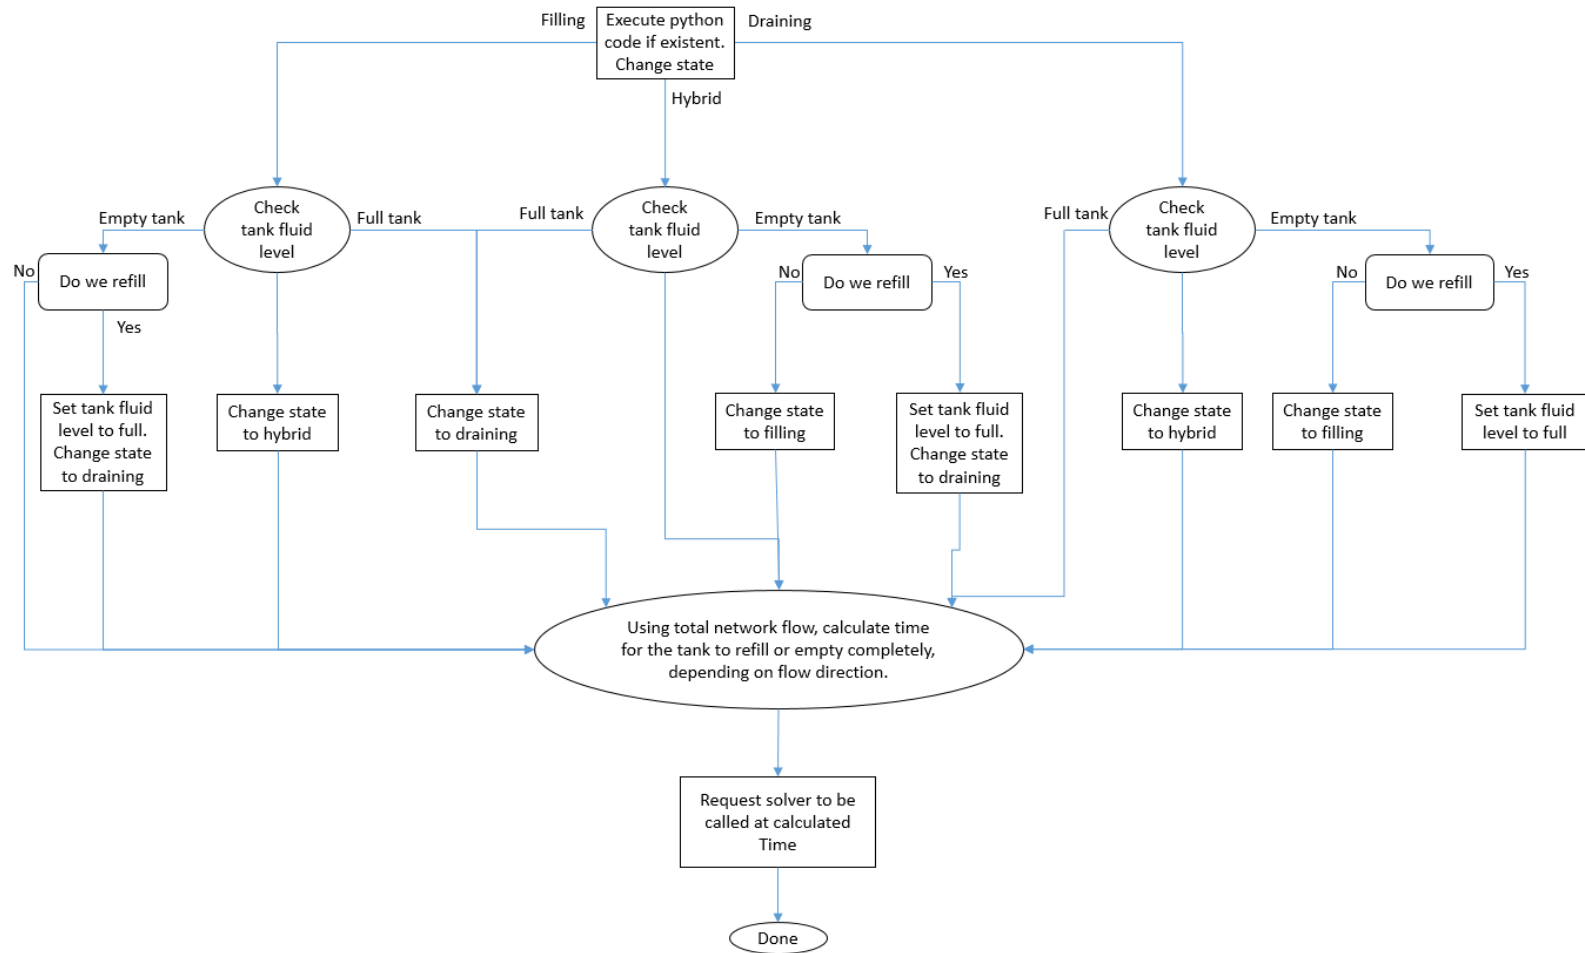 Filling
Execute python
code if existent.
Change state
Draining
Hybrid
Empty tank
Check
tank fluid
level
Full tank
Full tank
Check
tank fluid
level
Empty tank
Full tank
Check
tank fluid
level
Empty tank
No
Do we refill
Yes
No
Do we refill
Yes
No
Do we refill
Yes
Set tank fluid
level to full.
Change state
to draining
Change state
to hybrid
Change state
to draining
Change state
to filling
Set tank fluid
level to full.
Change state
to draining
Change state
to hybrid
Change state
to filling
Set tank fluid
level to full
Using total network flow, calculate time
for the tank to refill or empty completely,
depending on flow direction.
Request solver to be
called at calculated
Time
Done